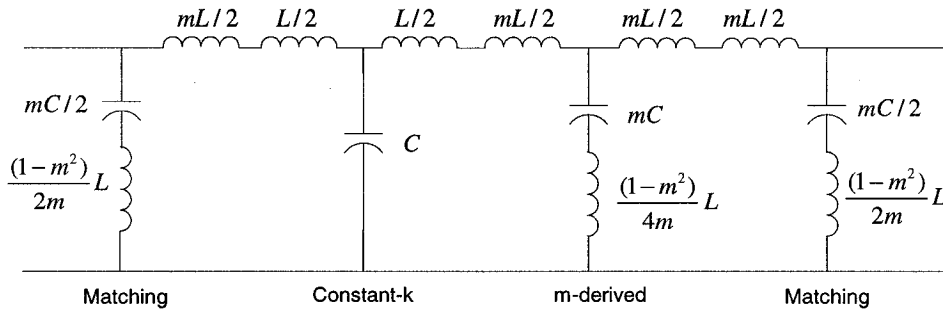 mL/2 L/2 L/2 mL/2 mL/2 mL/2
mC/2 C mC mC/2
(1−m²)/2m L (1−m²)/4m L (1−m²)/2m L
Matching Constant-k m-derived Matching